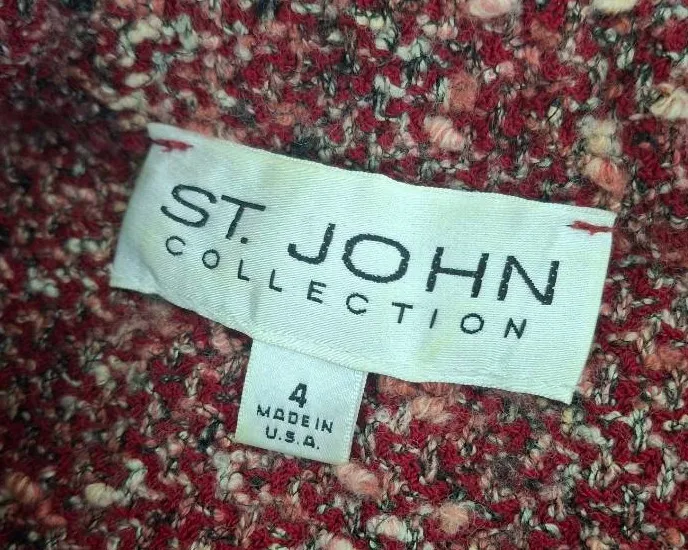 ST. JOHN
COLLECTION
4
MADE IN
U.S.A.